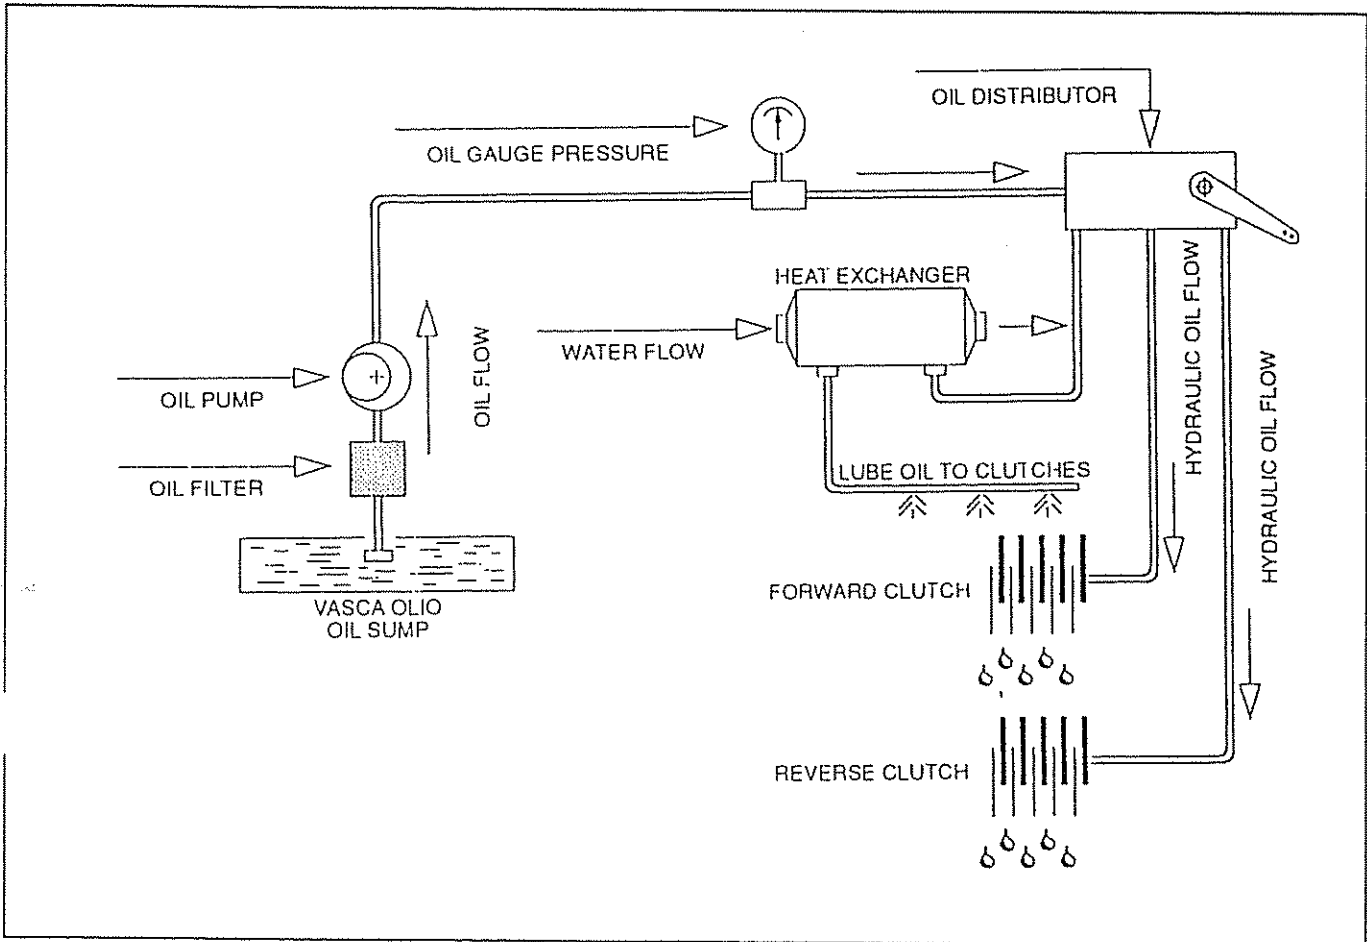 OIL DISTRIBUTOR
OIL GAUGE PRESSURE
HEAT EXCHANGER
WATER FLOW
OIL PUMP
OIL FLOW
OIL FILTER
HYDRAULIC OIL FLOW
HYDRAULIC OIL FLOW
LUBE OIL TO CLUTCHES
VASCA OLIO
OIL SUMP
FORWARD CLUTCH
REVERSE CLUTCH